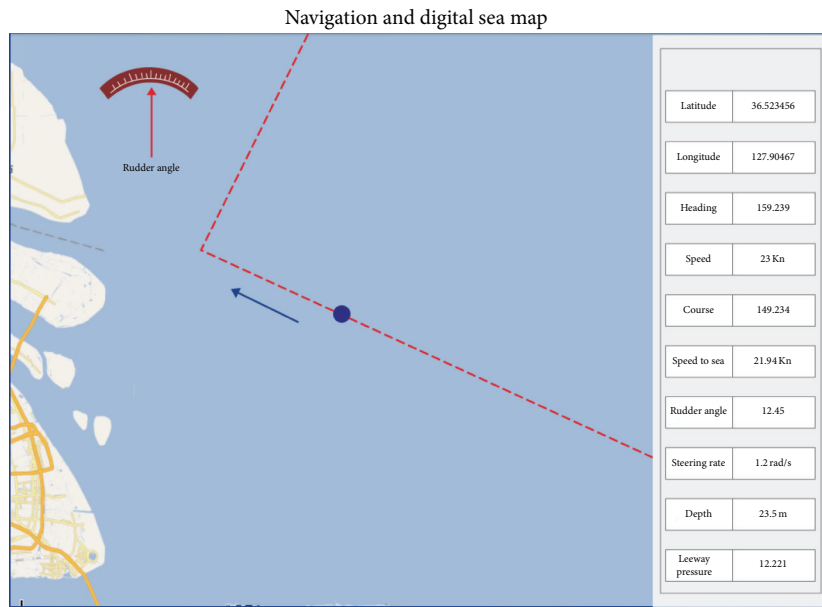 Navigation and digital sea map
Rudder angle
Latitude 36.523456
Longitude 127.90467
Heading 159.239
Speed 23 Kn
Course 149.234
Speed to sea 21.94 Kn
Rudder angle 12.45
Steering rate 1.2 rad/s
Depth 23.5 m
Leeway
pressure 12.221